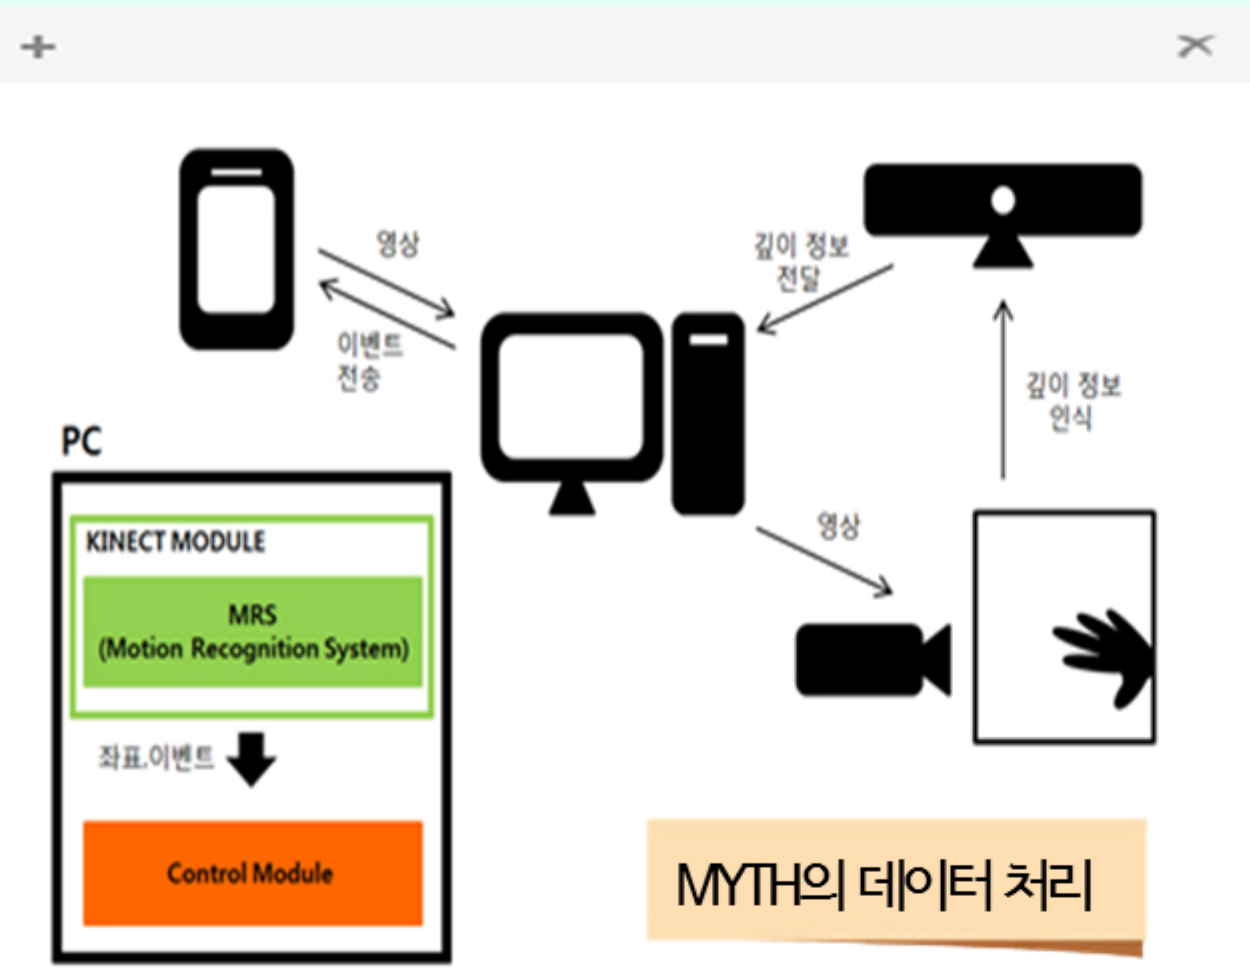 영상
이벤트
전송
깊이 정보
전달
깊이 정보
인식
영상
PC
KINECT MODULE
MRS
(Motion Recognition System)
좌표,이벤트
Control Module
MYTH의 데이터 처리